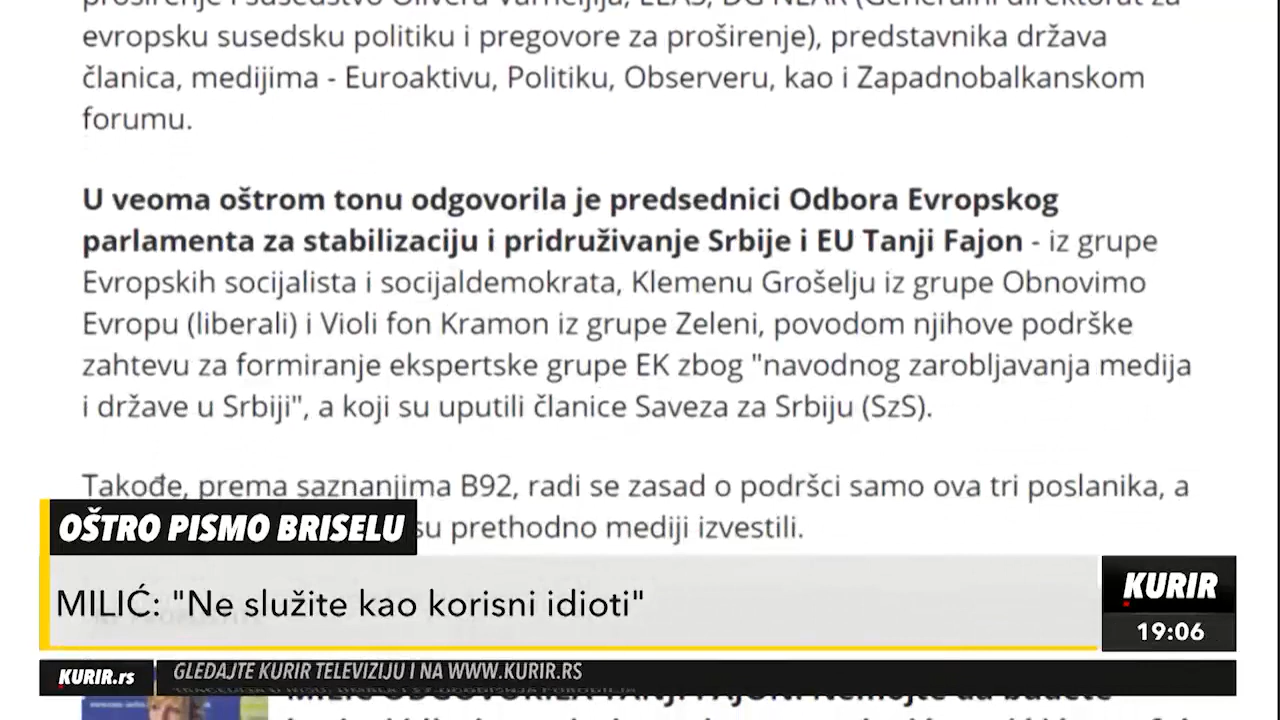 proširenje i susedstvo Olivera Varheljija, EEAS, DG NEAR (Generalni direktorat za
evropsku susedsku politiku i pregovore za proširenje), predstavnika država
članica, medijima - Euroaktivu, Politiku, Observeru, kao i Zapadnobalkanskom
forumu.
U veoma oštrom tonu odgovorila je predsednici Odbora Evropskog
parlamenta za stabilizaciju i pridruživanje Srbije i EU Tanji Fajon - iz grupe
Evropskih socijalista i socijaldemokrata, Klemenu Grošelju iz grupe Obnovimo
Evropu (liberali) i Violi fon Kramon iz grupe Zeleni, povodom njihove podrške
zahtevu za formiranje ekspertske grupe EK zbog "navodnog zarobljavanja medija
i države u Srbiji", a koji su uputili članice Saveza za Srbiju (SzS).
Takođe, prema saznanjima B92, radi se zasad o podršci samo ova tri poslanika, a
su prethodno mediji izvestili.
OŠTRO PISMO BRISELU
MILIĆ: "Ne služite kao korisni idioti"
KURIR
19:06
KURIR.rs
GLEDAJTE KURIR TELEVIZIJU I NA WWW.KURIR.RS